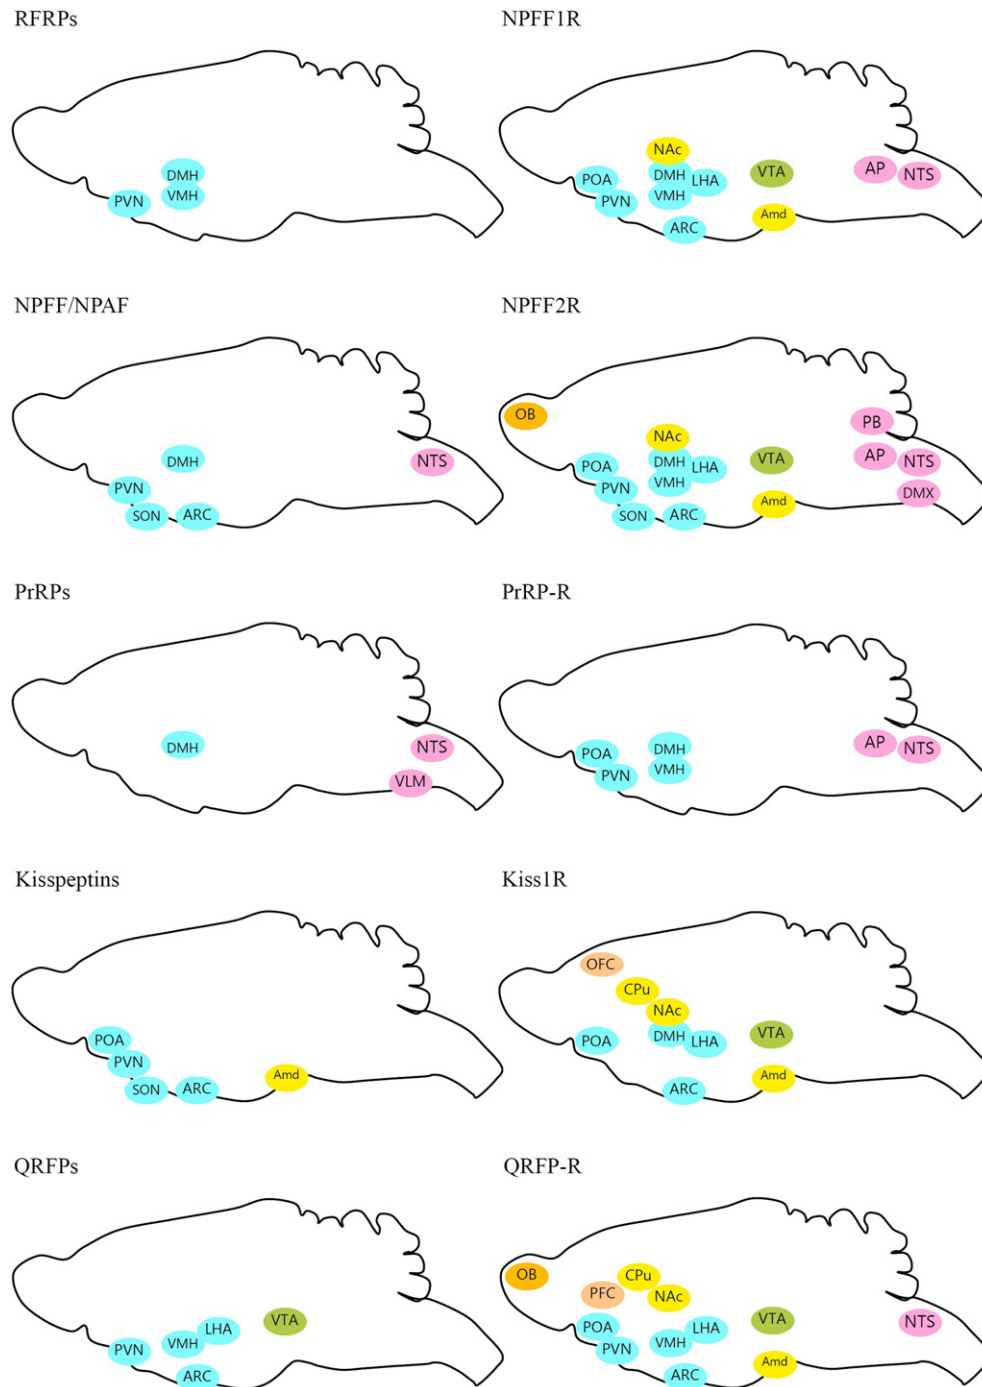 RFRPs
DMH
VMH
PVN
NPFF1R
NAc
POA
DMH
LHA
PVN
VMH
ARC
VTA
Amd
AP
NTS
NPFF/NPAF
DMH
NTS
PVN
SON
ARC
NPFF2R
OB
NAc
POA
DMH
LHA
PVN
VMH
SON
ARC
VTA
Amd
PB
AP
NTS
DMX
PrRPs
DMH
NTS
VLM
PrRP-R
POA
DMH
PVN
VMH
AP
NTS
Kisspeptins
POA
PVN
SON
ARC
Amd
Kiss1R
OFC
CPu
NAc
POA
DMH
LHA
ARC
VTA
Amd
QRFPs
LHA
VTA
PVN
VMH
ARC
QRFP-R
OB
CPu
PFC
NAc
POA
LHA
PVN
VMH
ARC
VTA
Amd
NTS